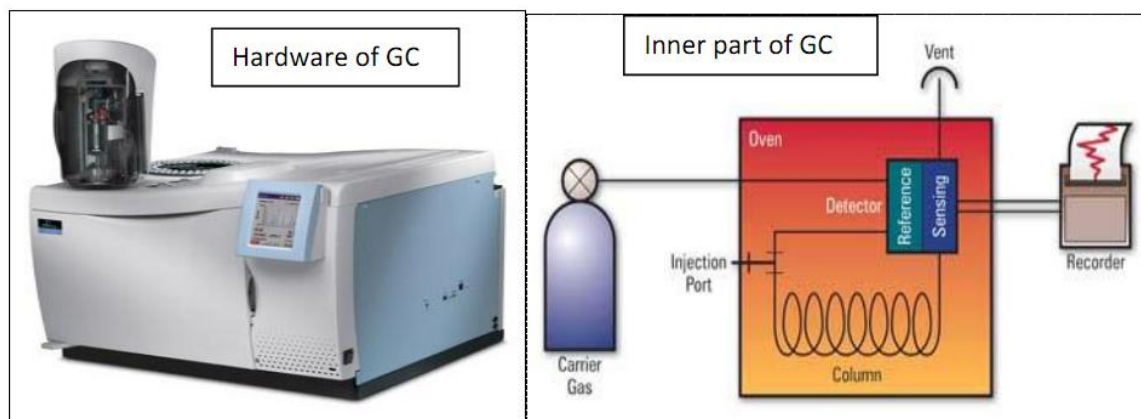 Hardware of GC
Inner part of GC
Vent
Oven
Detector
Reference
Sensing
Injection
Port
Recorder
Carrier
Gas
Column